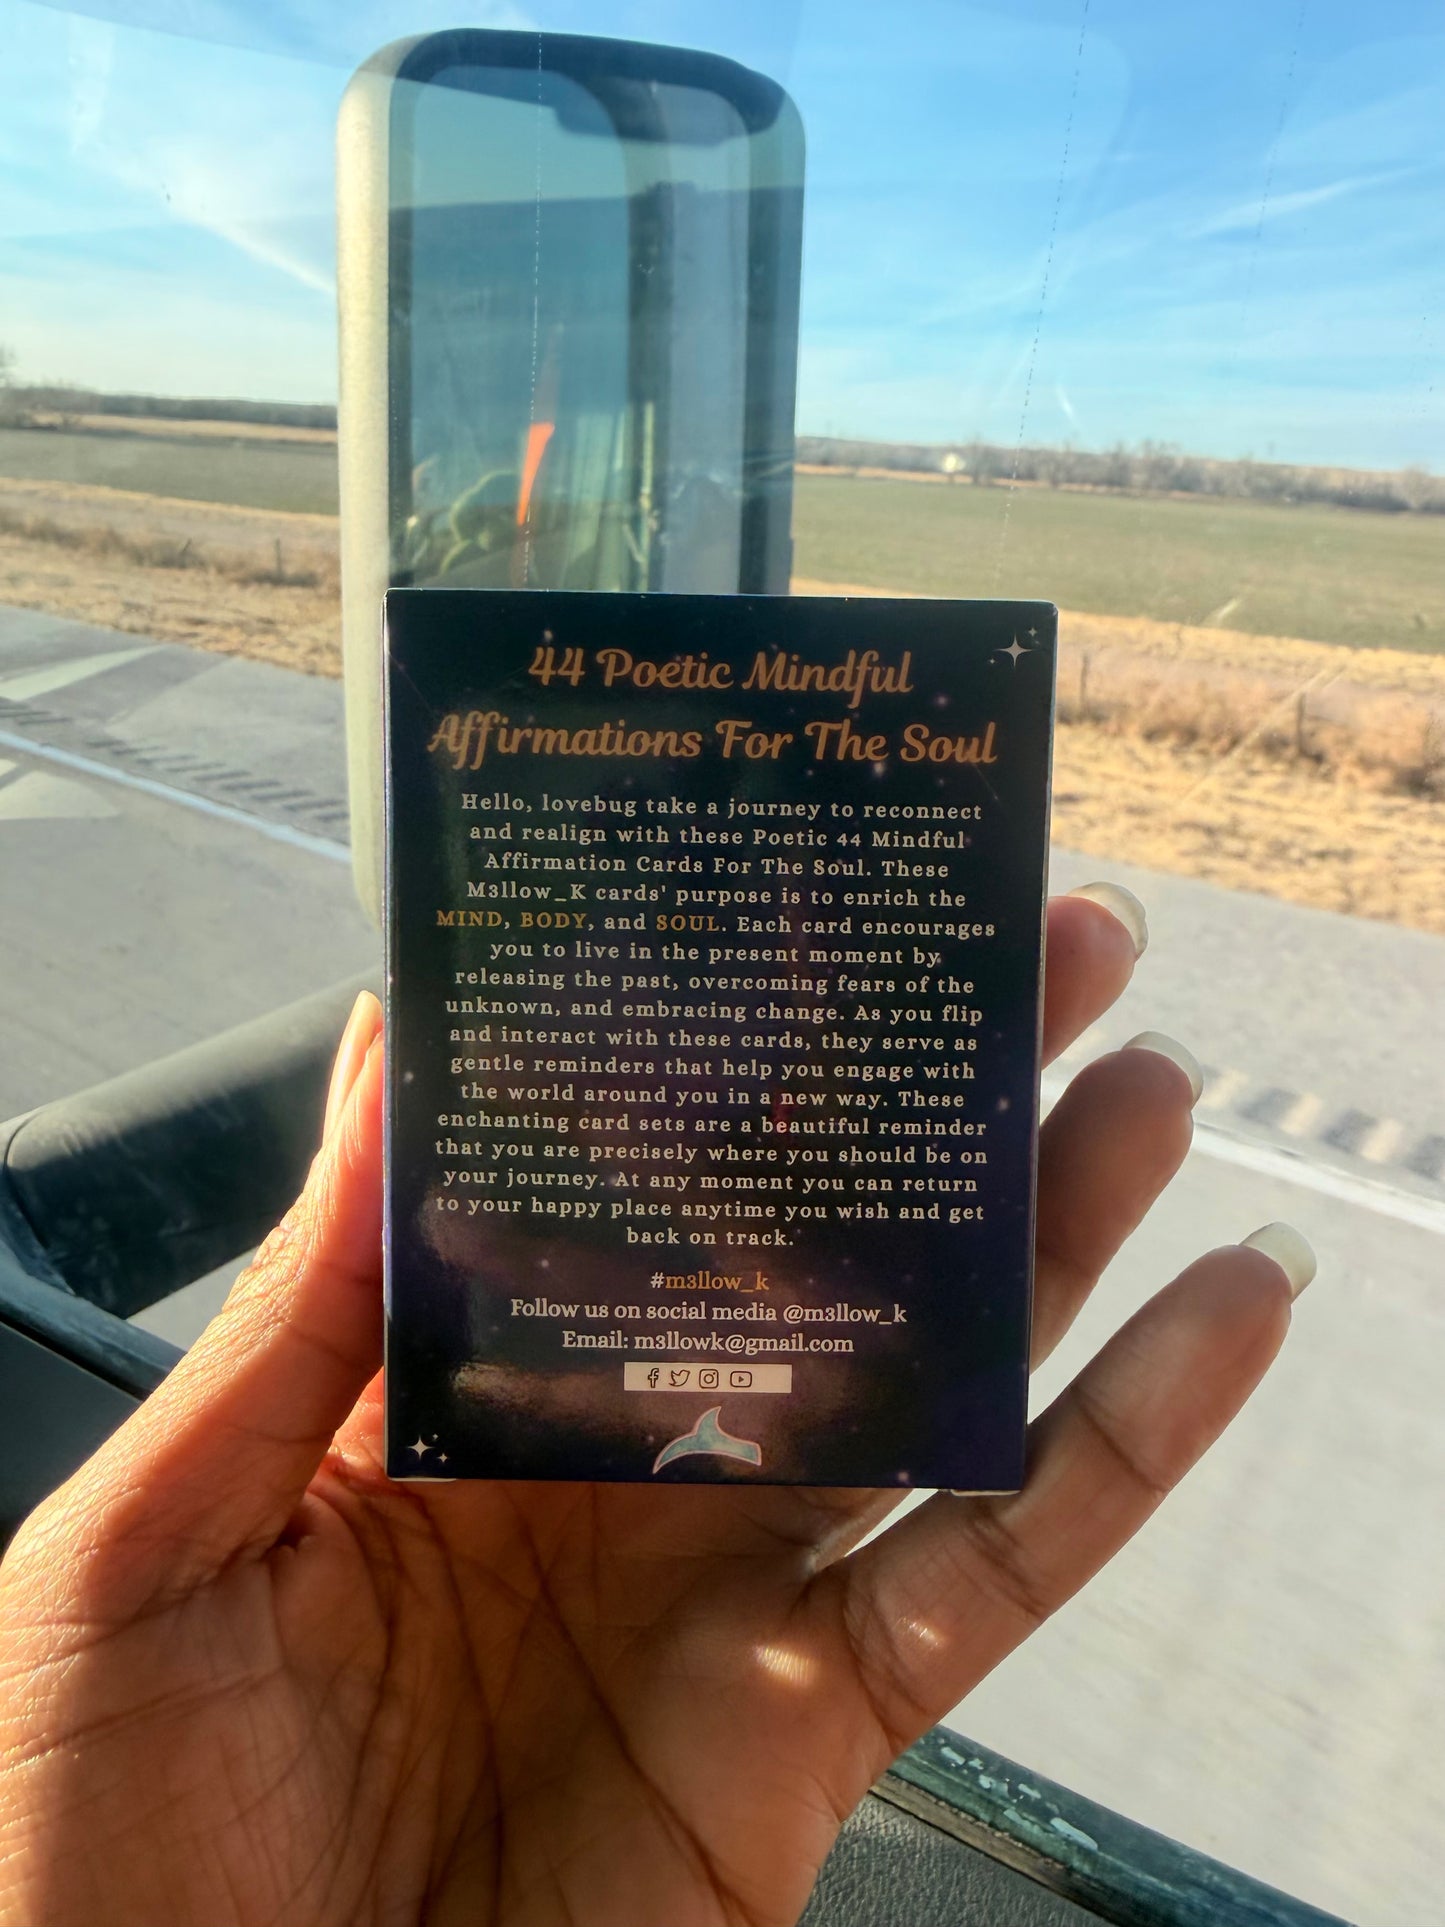 44 Poetic Mindful
Affirmations For The Soul
Hello, lovebug take a journey to reconnect
and realign with these Poetic 44 Mindful
Affirmation Cards For The Soul. These
M3llow_K cards' purpose is to enrich the
MIND, BODY, and SOUL. Each card encourages
you to live in the present moment by
releasing the past, overcoming fears of the
unknown, and embracing change. As you flip
and interact with these cards, they serve as
gentle reminders that help you engage with
the world around you in a new way. These
enchanting card sets are a beautiful reminder
that you are precisely where you should be on
your journey. At any moment you can return
to your happy place anytime you wish and get
back on track.
#m3llow_k
Follow us on social media @m3llow_k
Email: m3llowk@gmail.com